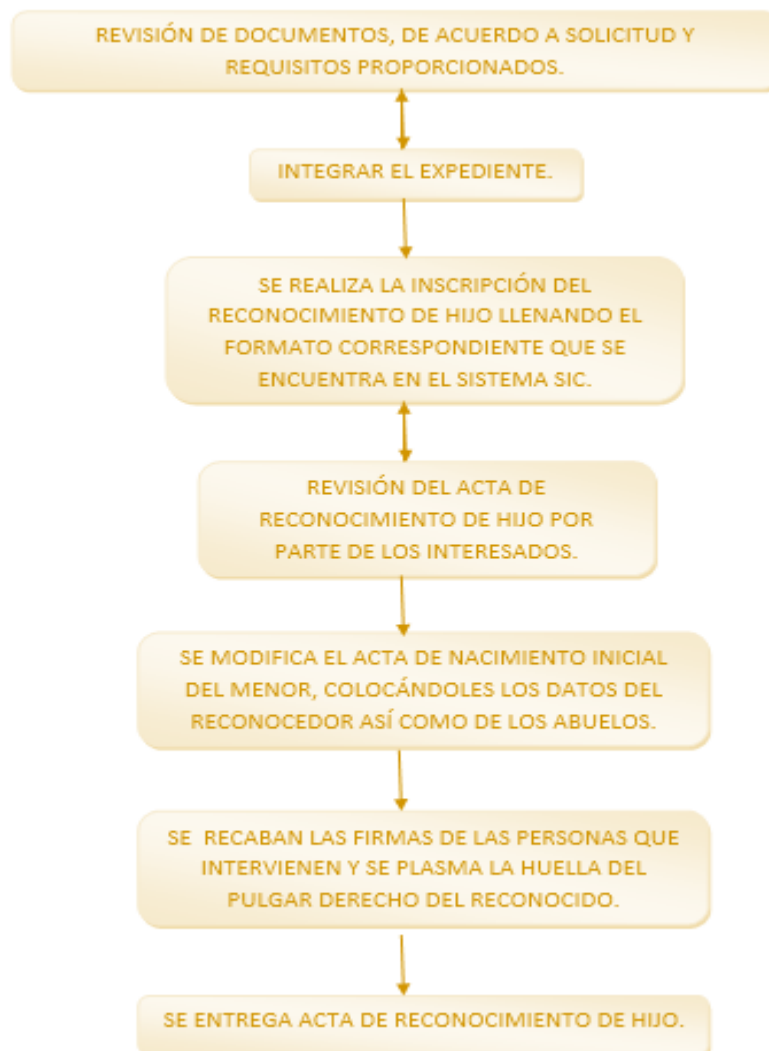 REVISIÓN DE DOCUMENTOS, DE ACUERDO A SOLICITUD Y
REQUISITOS PROPORCIONADOS.
INTEGRAR EL EXPEDIENTE.
SE REALIZA LA INSCRIPCIÓN DEL
RECONOCIMIENTO DE HIJO LLENANDO EL
FORMATO CORRESPONDIENTE QUE SE
ENCUENTRA EN EL SISTEMA SIC.
REVISIÓN DEL ACTA DE
RECONOCIMIENTO DE HIJO POR
PARTE DE LOS INTERESADOS.
SE MODIFICA EL ACTA DE NACIMIENTO INICIAL
DEL MENOR, COLOCÁNDOLES LOS DATOS DEL
RECONOCEDOR ASÍ COMO DE LOS ABUELOS.
SE RECABAN LAS FIRMAS DE LAS PERSONAS QUE
INTERVIENEN Y SE PLASMA LA HUELLA DEL
PULGAR DERECHO DEL RECONOCIDO.
SE ENTREGA ACTA DE RECONOCIMIENTO DE HIJO.